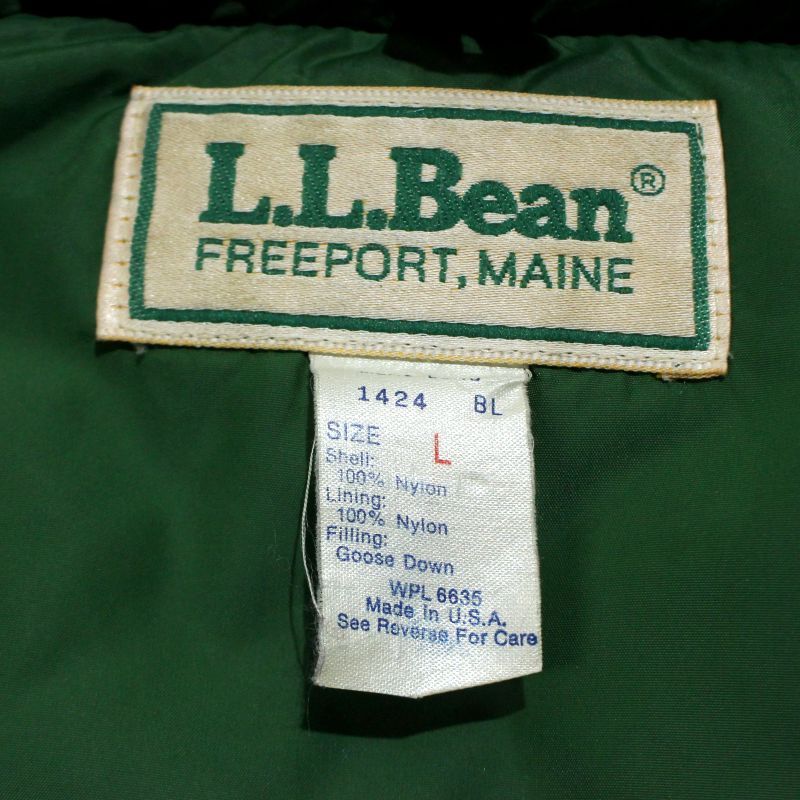 L.L.Bean®
FREEPORT, MAINE
1424 BL
SIZE L
Shell:
100% Nylon
Lining:
100% Nylon
Filling:
Goose Down
WPL 6635
Made in U.S.A.
See Reverse For Care